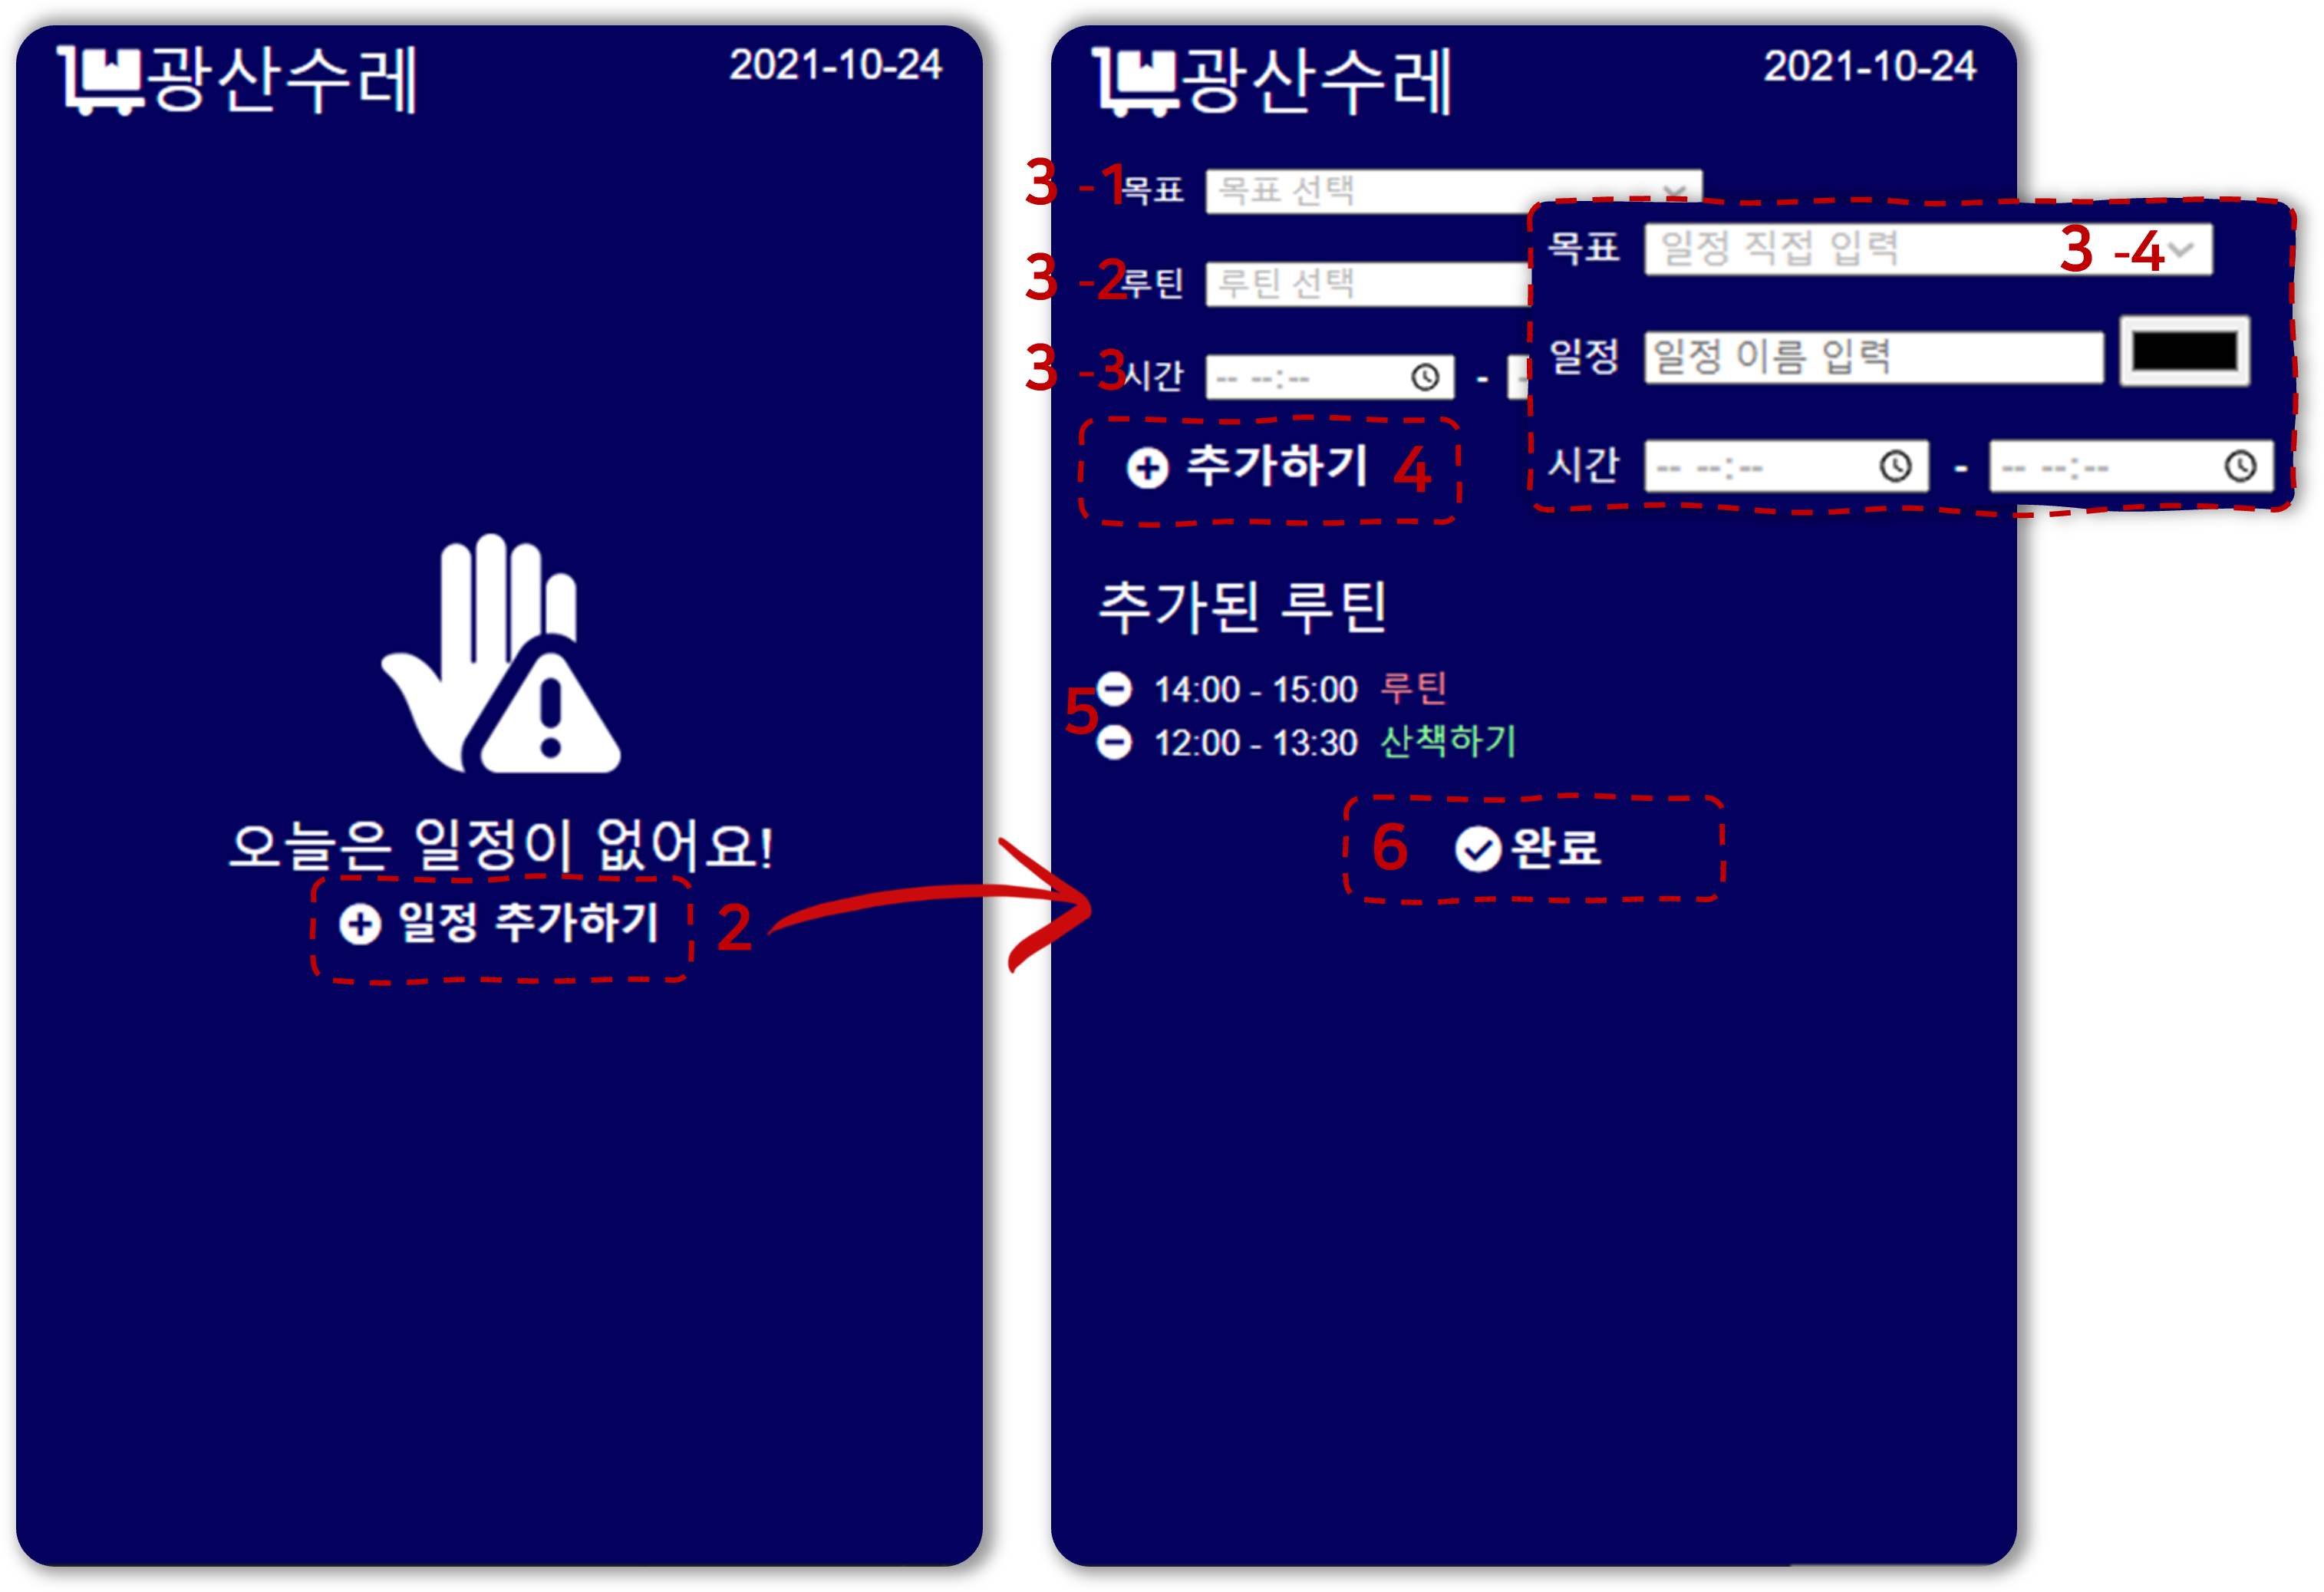 광산수레
2021-10-24
오늘은 일정이 없어요!
일정 추가하기
2
광산수레
2021-10-24
3 -1
목표
목표 선택
3 -2
루틴
루틴 선택
3 -3
시간
-- --:--
-
-
추가하기
4
목표
일정 직접 입력
3 -4
일정
일정 이름 입력
시간
-- --:--
-
-- --:--
추가된 루틴
5
14:00 - 15:00 루틴
12:00 - 13:30 산책하기
6
완료